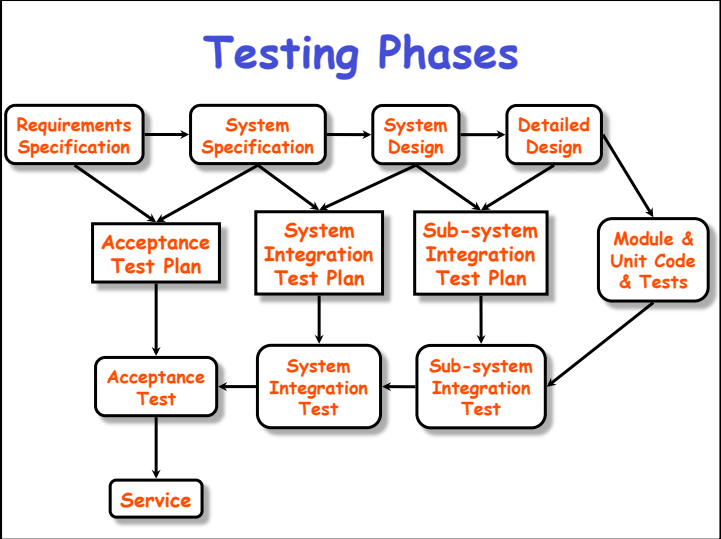 Testing Phases
Requirements
Specification
System
Specification
System
Design
Detailed
Design
Acceptance
Test Plan
System
Integration
Test Plan
Sub-system
Integration
Test Plan
Module &
Unit Code
& Tests
Acceptance
Test
System
Integration
Test
Sub-system
Integration
Test
Service